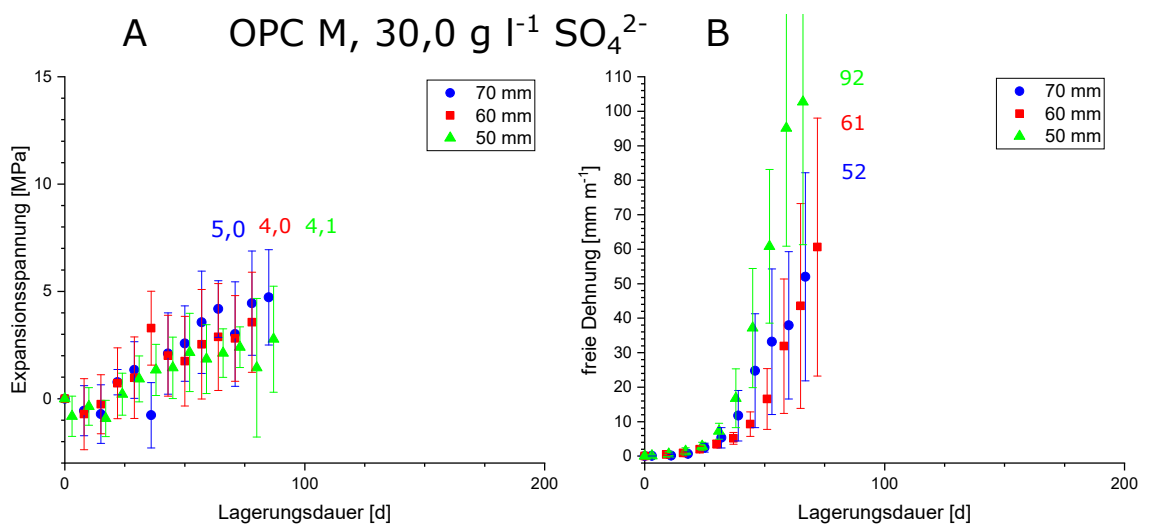 A OPC M, 30,0 g l⁻¹ SO₄²⁻ B
15
10
5
0
Expansionsspannung [MPa]
70 mm
60 mm
50 mm
5,0 4,0 4,1
0 100 200
Lagerungsdauer [d]
110
100
90
80
70
60
50
40
30
20
10
0
freie Dehnung [mm m⁻¹]
70 mm
60 mm
50 mm
92
61
52
0 100 200
Lagerungsdauer [d]